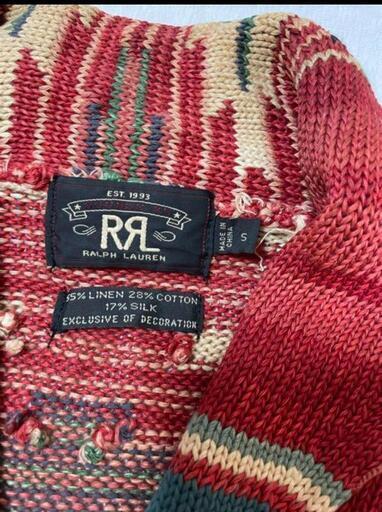 EST. 1993
RRL
RALPH LAUREN
S
MADE IN
CHINA
55% LINEN 28% COTTON
17% SILK
EXCLUSIVE OF DECORATION